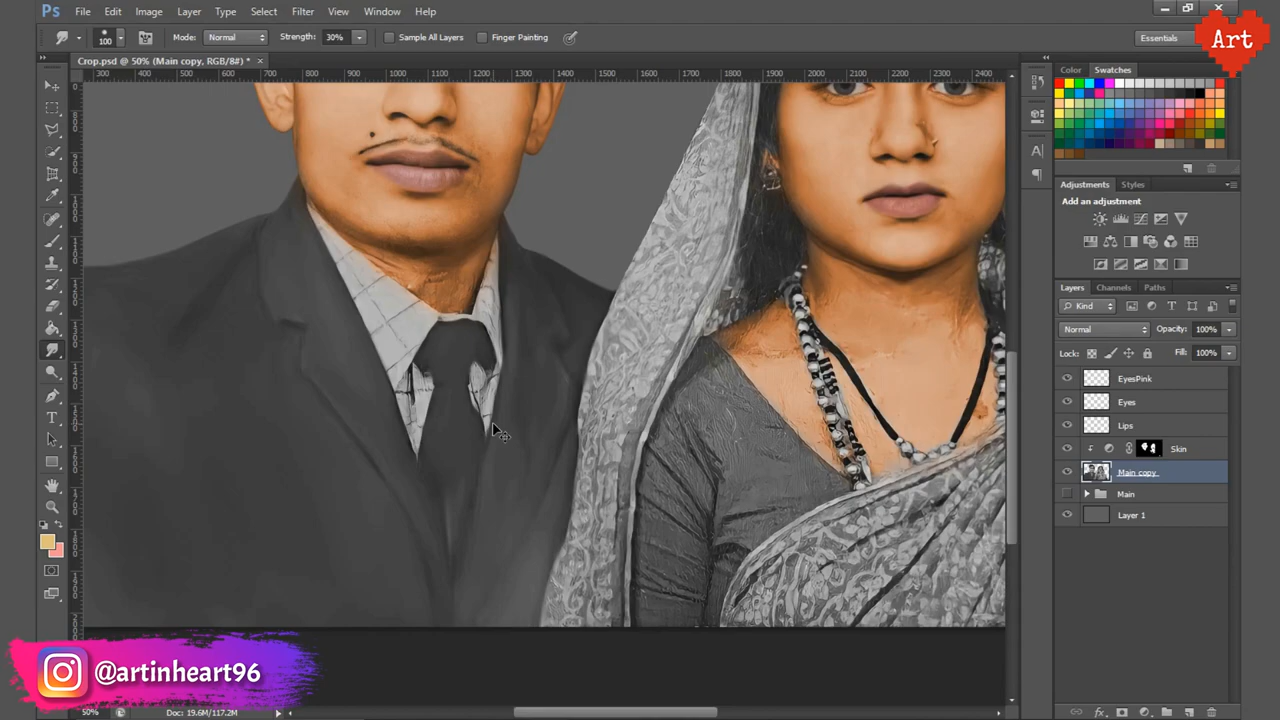 Ps File Edit Image Layer Type Select Filter View Window Help
100 Mode: Normal Strength: 30% Sample All Layers Finger Painting Essentials
Art
Crop.psd @ 50% (Main copy, RGB/8#) * ×
300 400 500 600 700 800 900 1000 1100 1200 1300 1400 1500 1600 1700 1800 1900 2000 2100 2200 2300 2400
Color Swatches
Adjustments Styles
Add an adjustment
Layers Channels Paths
Kind
Normal Opacity: 100%
Lock: Fill: 100%
EyesPink
Eyes
Lips
Skin
Main copy
Main
Layer 1
@artinheart96
50% Doc: 19.6M/117.2M